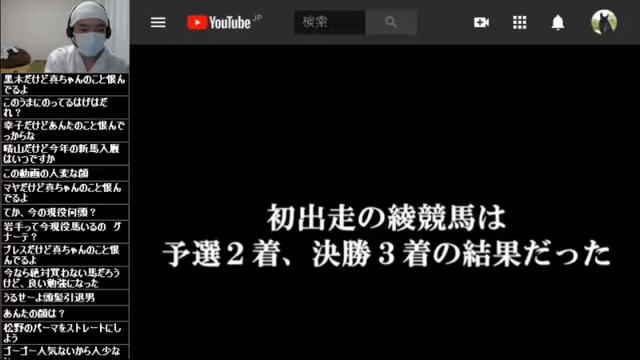 YouTube JP
検索
黒木だけど真ちゃんのこと恨ん
でるよ
このうまにのってるはげはだ
れ?
幸子だけどあんたのこと恨んで
っからな
晴山だけど今年の新馬入厩
はいつですか
この動画の人変な顔
マヤだけど真ちゃんのこと恨ん
でるよ
てか、今の現役何頭?
岩手って今現役馬いるの グ
ナーテ?
ブレスだけど真ちゃんのこと恨
んでるよ
今なら絶対買わない馬だろう
けど、良い勉強になった
うるせーよ頭髪引退男
あんたの顔は?
松野のパーマをストレートにし
よう
ゴーゴー人気ないから人少な
初出走の綾競馬は
予選2着、決勝3着の結果だった